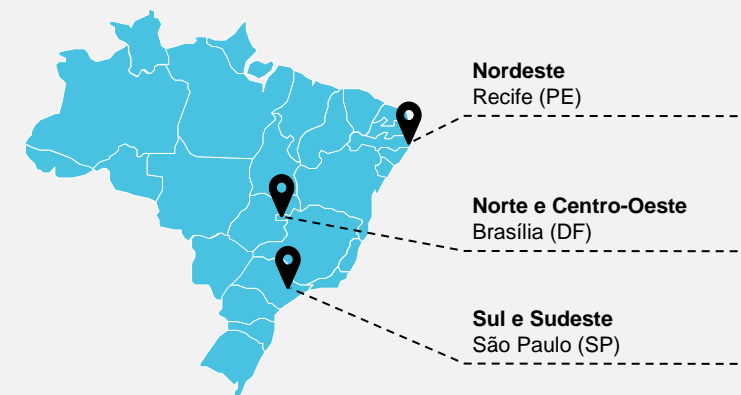 Nordeste
Recife (PE)
Norte e Centro-Oeste
Brasília (DF)
Sul e Sudeste
São Paulo (SP)